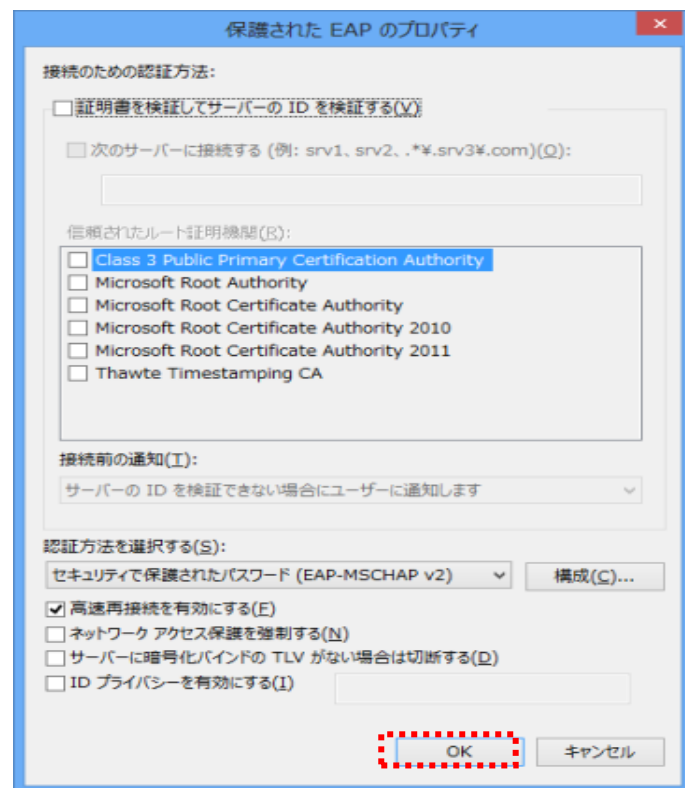 保護された EAP のプロパティ
接続のための認証方法:
証明書を検証してサーバーの ID を検証する(V)
次のサーバーに接続する (例: srv1、srv2、.*¥.srv3¥.com)(O):
信頼されたルート証明機関(R):
Class 3 Public Primary Certification Authority
Microsoft Root Authority
Microsoft Root Certificate Authority
Microsoft Root Certificate Authority 2010
Microsoft Root Certificate Authority 2011
Thawte Timestamping CA
接続前の通知(T):
サーバーの ID を検証できない場合にユーザーに通知します
認証方法を選択する(S):
セキュリティで保護されたパスワード (EAP-MSCHAP v2) 構成(C)...
高速再接続を有効にする(F)
ネットワーク アクセス保護を強制する(N)
サーバーに暗号化バインドの TLV がない場合は切断する(D)
ID プライバシーを有効にする(I)
OK キャンセル